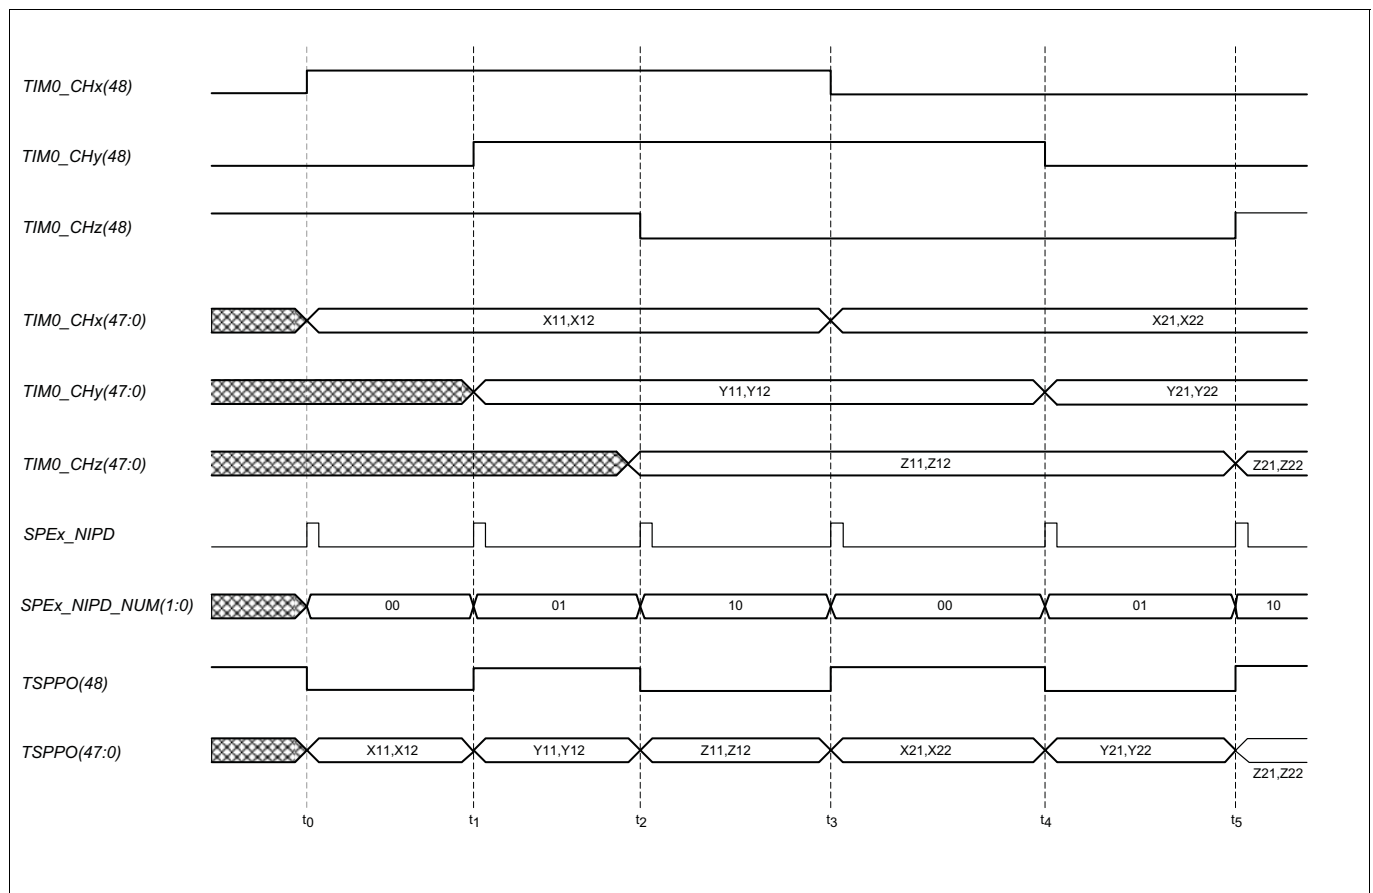 TIM0_CHx(48)
TIM0_CHy(48)
TIM0_CHz(48)
TIM0_CHx(47:0) X11,X12 X21,X22
TIM0_CHy(47:0) Y11,Y12 Y21,Y22
TIM0_CHz(47:0) Z11,Z12 Z21,Z22
SPEx_NIPD
SPEx_NIPD_NUM(1:0) 00 01 10 00 01 10
TSPPO(48)
TSPPO(47:0) X11,X12 Y11,Y12 Z11,Z12 X21,X22 Y21,Y22
Z21,Z22
t0 t1 t2 t3 t4 t5